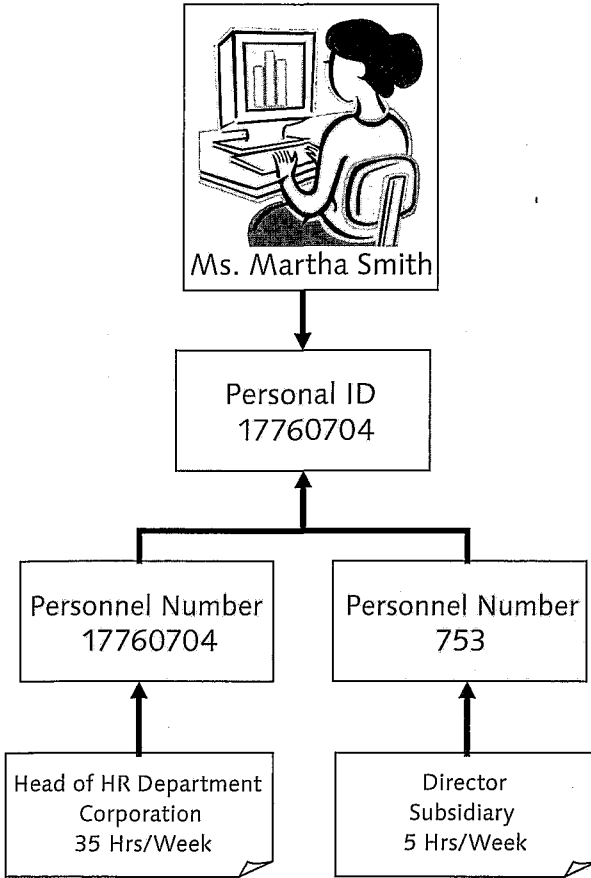 Ms. Martha Smith
Personal ID
17760704
Personnel Number
17760704
Personnel Number
753
Head of HR Department
Corporation
35 Hrs/Week
Director
Subsidiary
5 Hrs/Week